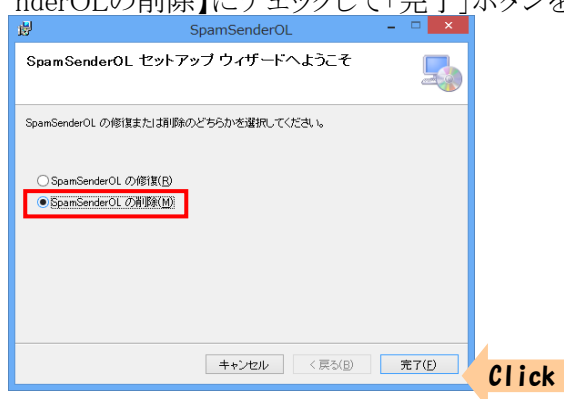 nderOLの削除】にチェックして「完了」ボタンを
SpamSenderOL
SpamSenderOL セットアップ ウィザードへようこそ
SpamSenderOL の修復または削除のどちらかを選択してください。
SpamSenderOL の修復(R)
SpamSenderOL の削除(M)
キャンセル
< 戻る(B)
完了(F)
Click